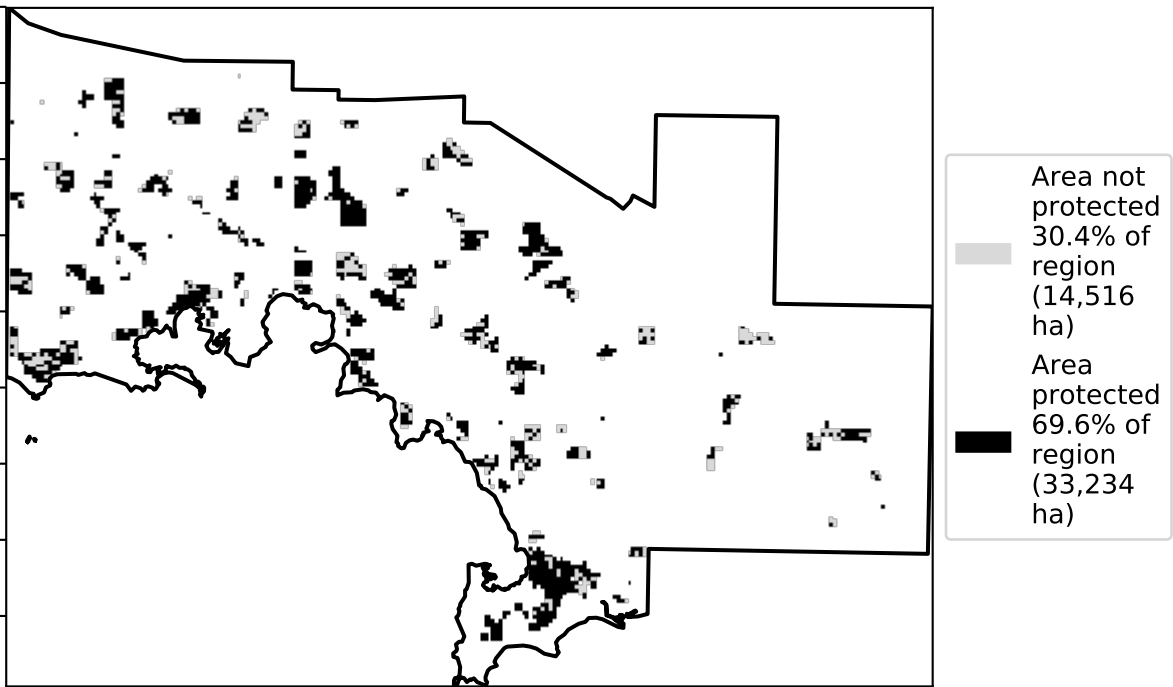 Area not
protected
30.4% of
region
(14,516
ha)
Area
protected
69.6% of
region
(33,234
ha)